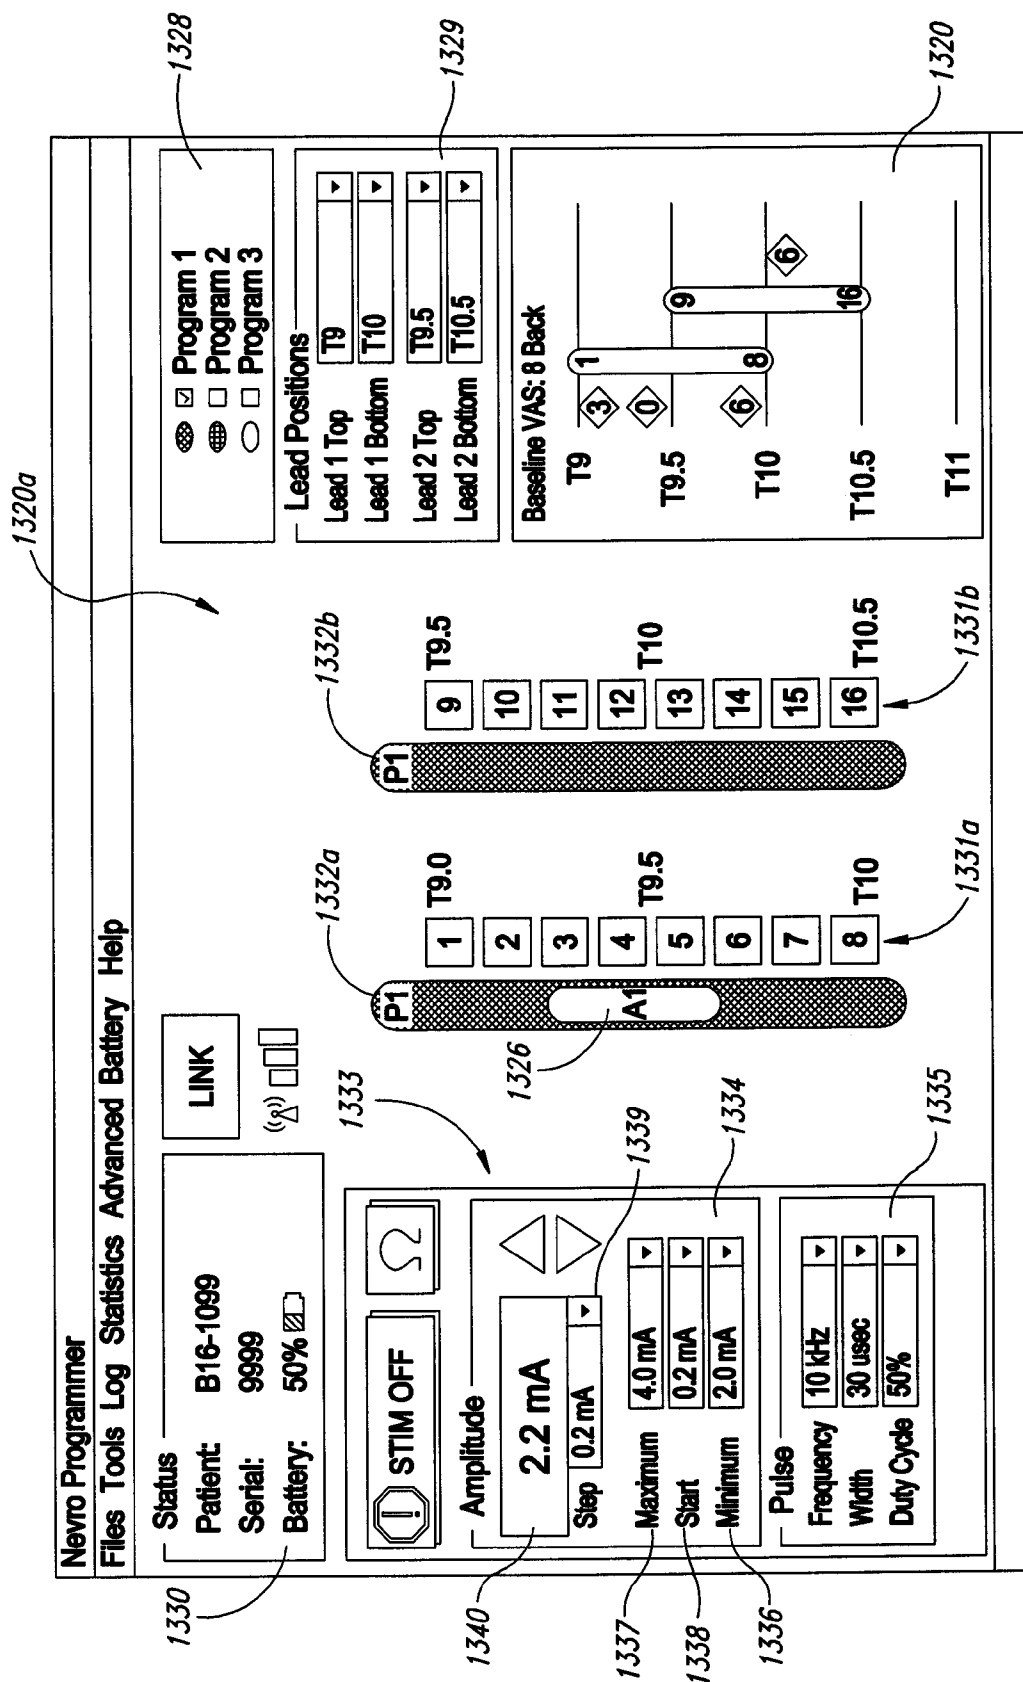 Nevro Programmer
Files Tools Log Statistics Advanced Battery Help
1320a
Status
Patient: B16-1099
Serial: 9999
Battery: 50%
1330
LINK
Program 1
Program 2
Program 3
1328
Lead Positions
Lead 1 Top T9
Lead 1 Bottom T10
Lead 2 Top T9.5
Lead 2 Bottom T10.5
1329
STIM OFF
Ω
1333
Amplitude
2.2 mA
Step 0.2 mA
1339
1340
Maximum 4.0 mA
Start 0.2 mA
Minimum 2.0 mA
1334
1337
1338
1336
Pulse
Frequency 10 kHz
Width 30 usec
Duty Cycle 50%
1335
1332a
P1
A1
1326
1 T9.0
2
3
4
T9.5
5
6
7
8 T10
1331a
1332b
P1
9 T9.5
10
11
12
T10
13
14
15
16 T10.5
1331b
Baseline VAS: 8 Back
T9
T9.5
T10
T10.5
T11
1
8
9
16
3
0
6
6
1320